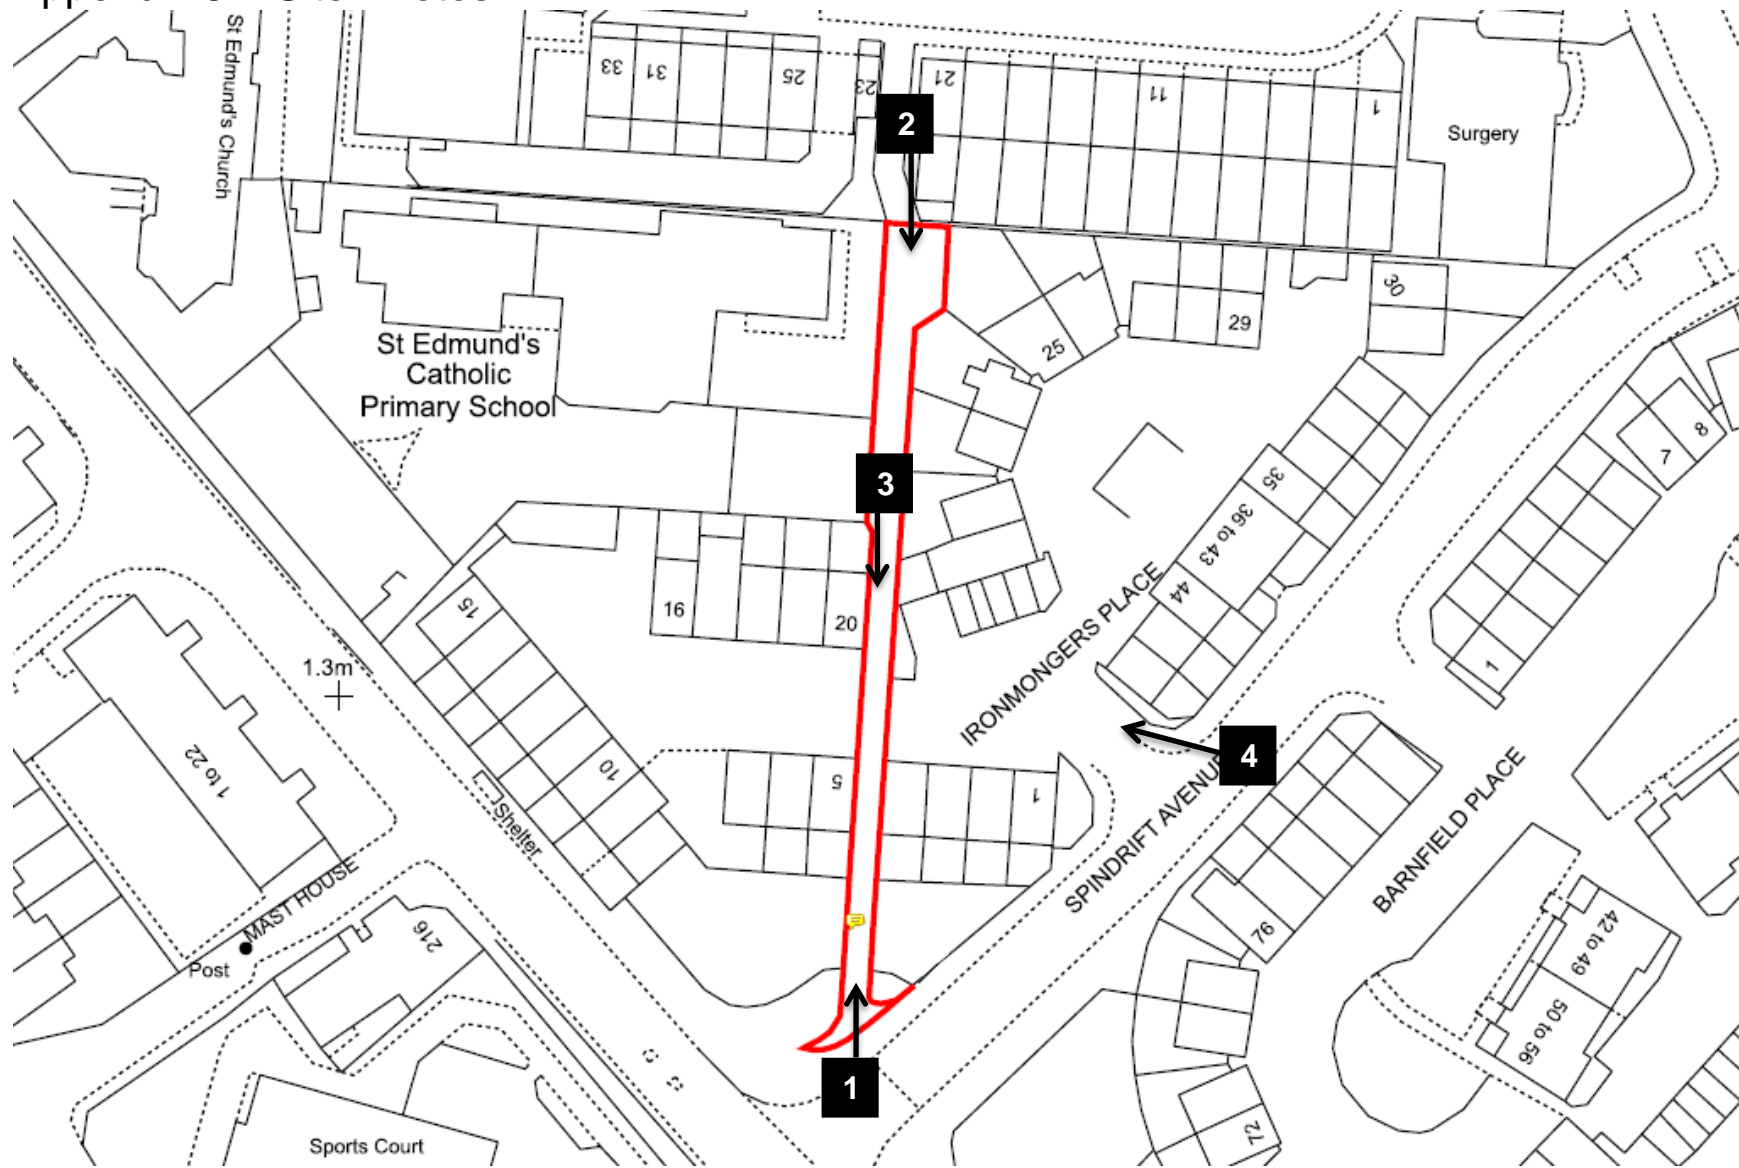 St Edmund's Church
33
31
25
23
21
11
1
2
Surgery
St Edmund's
Catholic
Primary School
25
29
30
3
35
36 to 43
44
7
8
1
15
16
20
IRONMONGERS PLACE
1.3m
4
1 to 22
10
Shelter
5
1
SPINDRIFT AVENUE
BARNFIELD PLACE
MAST HOUSE
Post
216
76
42 to 49
50 to 56
1
72
Sports Court